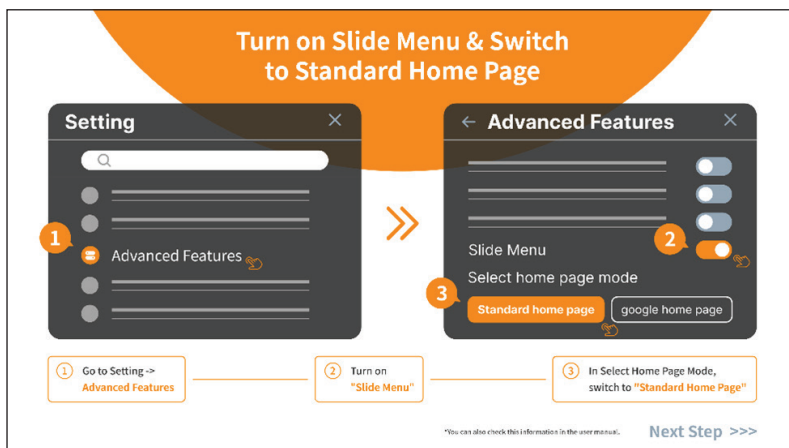 Turn on Slide Menu & Switch
to Standard Home Page
Setting
1
Advanced Features
← Advanced Features
Slide Menu
2
Select home page mode
3
Standard home page
google home page
1 Go to Setting ->
Advanced Features
2 Turn on
"Slide Menu"
3 In Select Home Page Mode,
switch to "Standard Home Page"
*You can also check this information in the user manual.
Next Step >>>